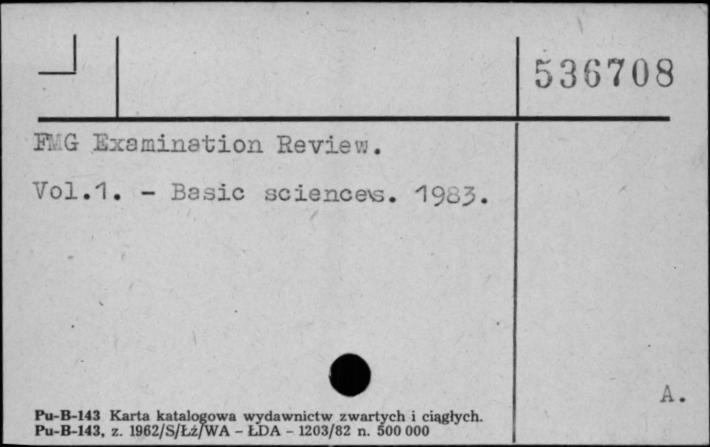 536708
FMG Examination Review.
Vol.1. - Basic sciences. 1983.
A.
Pu-B-143 Karta katalogowa wydawnictw zwartych i ciągłych.
Pu-B-143, z. 1962/S/Łź/WA - ŁDA - 1203/82 n. 500 000